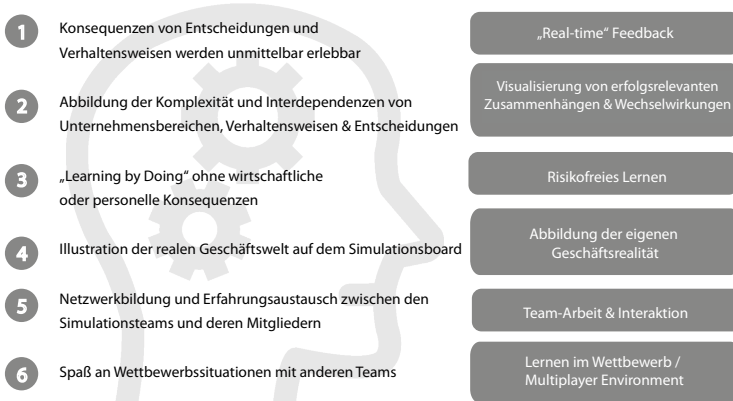 1
Konsequenzen von Entscheidungen und
Verhaltensweisen werden unmittelbar erlebbar
„Real-time“ Feedback
2
Abbildung der Komplexität und Interdependenzen von
Unternehmensbereichen, Verhaltensweisen & Entscheidungen
Visualisierung von erfolgsrelevanten
Zusammenhängen & Wechselwirkungen
3
„Learning by Doing“ ohne wirtschaftliche
oder personelle Konsequenzen
Risikofreies Lernen
4
Illustration der realen Geschäftswelt auf dem Simulationsboard
Abbildung der eigenen
Geschäftsrealität
5
Netzwerkbildung und Erfahrungsaustausch zwischen den
Simulationsteams und deren Mitgliedern
Team-Arbeit & Interaktion
6
Spaß an Wettbewerbssituationen mit anderen Teams
Lernen im Wettbewerb /
Multiplayer Environment